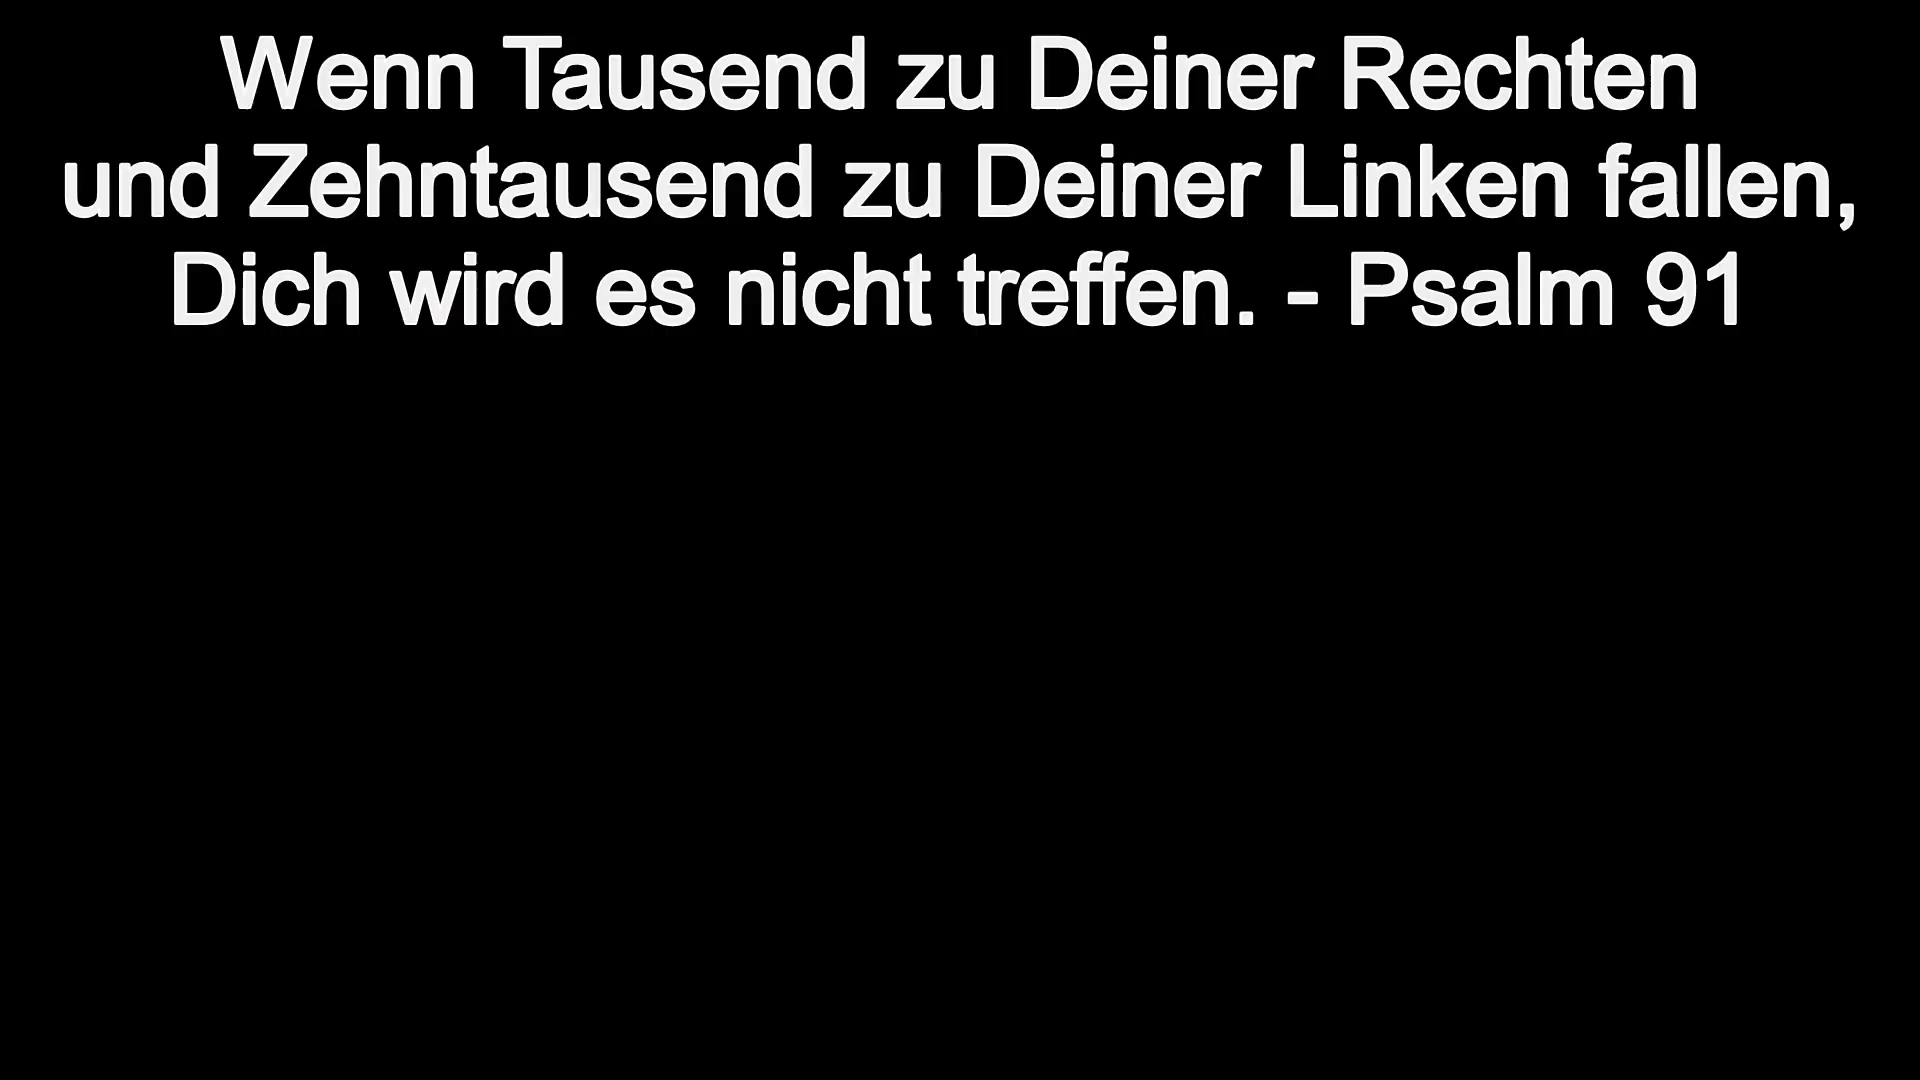 Wenn Tausend zu Deiner Rechten
und Zehntausend zu Deiner Linken fallen,
Dich wird es nicht treffen. - Psalm 91